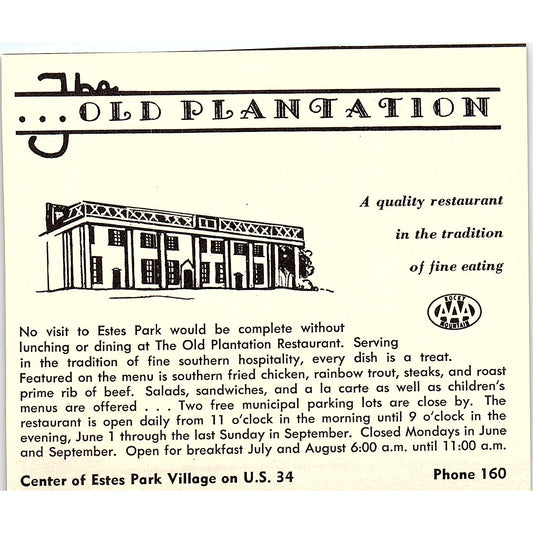 The
...OLD PLANTATION
A quality restaurant
in the tradition
of fine eating
ROCKY
AAA
MOUNTAIN
No visit to Estes Park would be complete without
lunching or dining at The Old Plantation Restaurant. Serving
in the tradition of fine southern hospitality, every dish is a treat.
Featured on the menu is southern fried chicken, rainbow trout, steaks, and roast
prime rib of beef. Salads, sandwiches, and a la carte as well as children's
menus are offered . . . Two free municipal parking lots are close by. The
restaurant is open daily from 11 o'clock in the morning until 9 o'clock in the
evening, June 1 through the last Sunday in September. Closed Mondays in June
and September. Open for breakfast July and August 6:00 a.m. until 11:00 a.m.
Center of Estes Park Village on U.S. 34 Phone 160